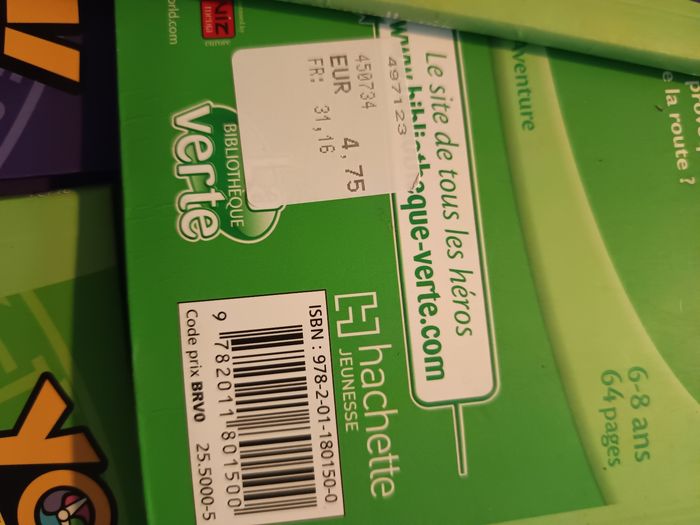 Le site de tous les héros
que-verte.com
497123
450734
EUR 4,75
FR: 31,16
BIBLIOTHÈQUE
verte
hachette
JEUNESSE
ISBN : 978-2-01-180150-0
9 782011 801500
Code prix BRV0 25.5000-5
Aventure
e la route ?
6-8 ans
64 pages